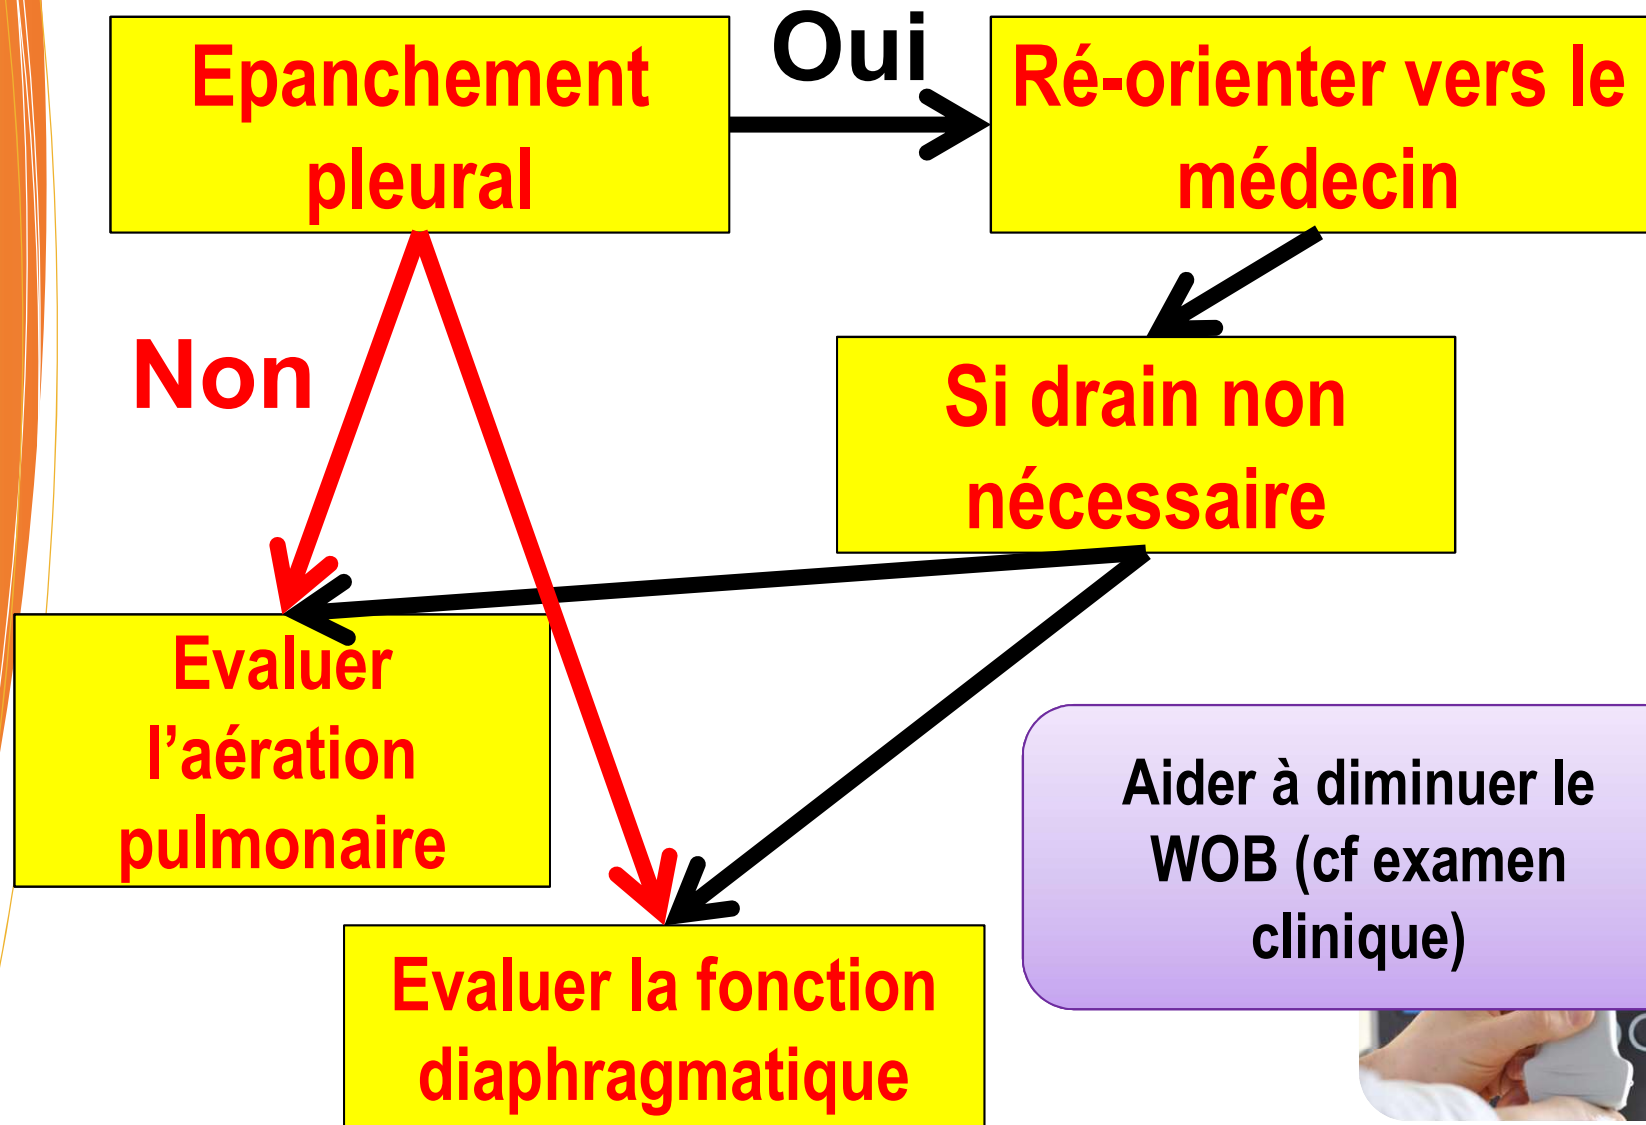 Epanchement
pleural
Oui
Ré-orienter vers le
médecin
Non
Si drain non
nécessaire
Evaluer
l’aération
pulmonaire
Aider à diminuer le
WOB (cf examen
clinique)
Evaluer la fonction
diaphragmatique